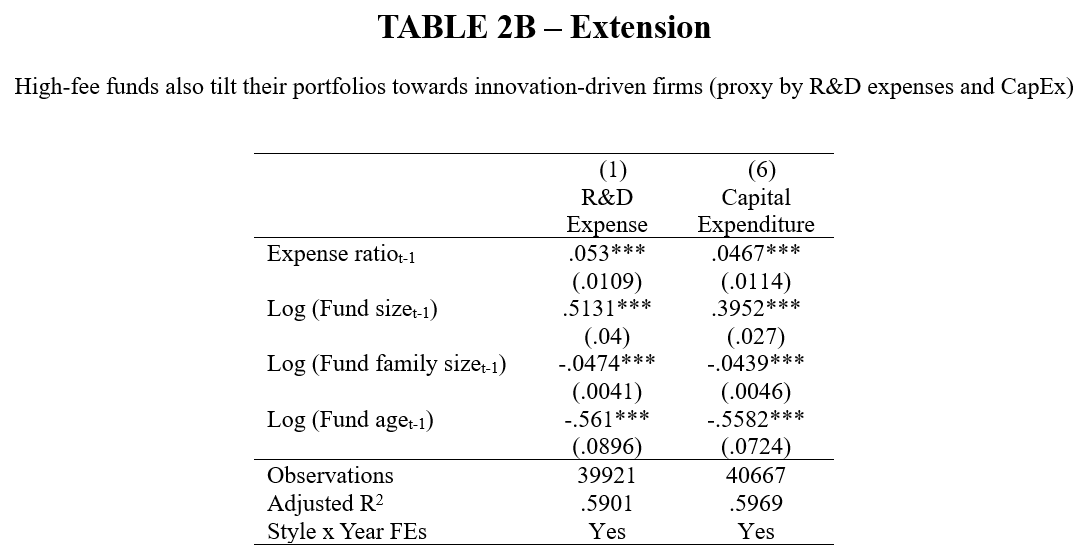 TABLE 2B – Extension
High-fee funds also tilt their portfolios towards innovation-driven firms (proxy by R&D expenses and CapEx)
(1) (6)
R&D Capital
Expense Expenditure
Expense ratioₜ₋₁ .053*** .0467***
(.0109) (.0114)
Log (Fund sizeₜ₋₁) .5131*** .3952***
(.04) (.027)
Log (Fund family sizeₜ₋₁) -.0474*** -.0439***
(.0041) (.0046)
Log (Fund ageₜ₋₁) -.561*** -.5582***
(.0896) (.0724)
Observations 39921 40667
Adjusted R² .5901 .5969
Style x Year FEs Yes Yes